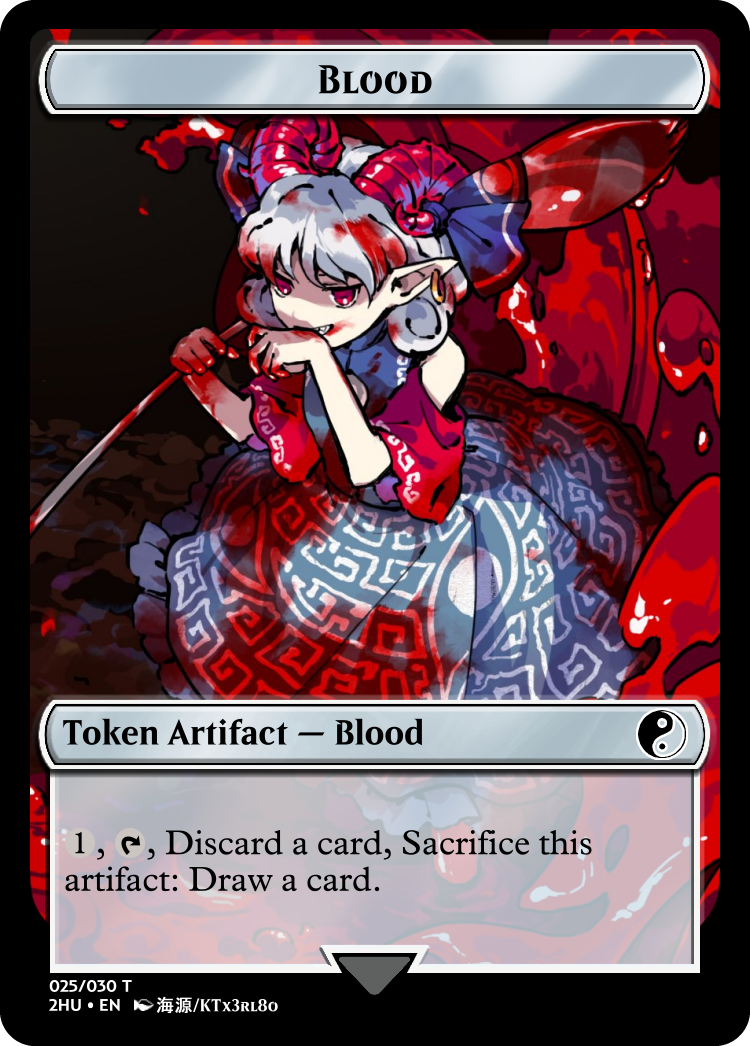 Blood
Token Artifact — Blood
1, , Discard a card, Sacrifice this
artifact: Draw a card.
025/030 T
2HU • EN 海源/KTx3rl8o